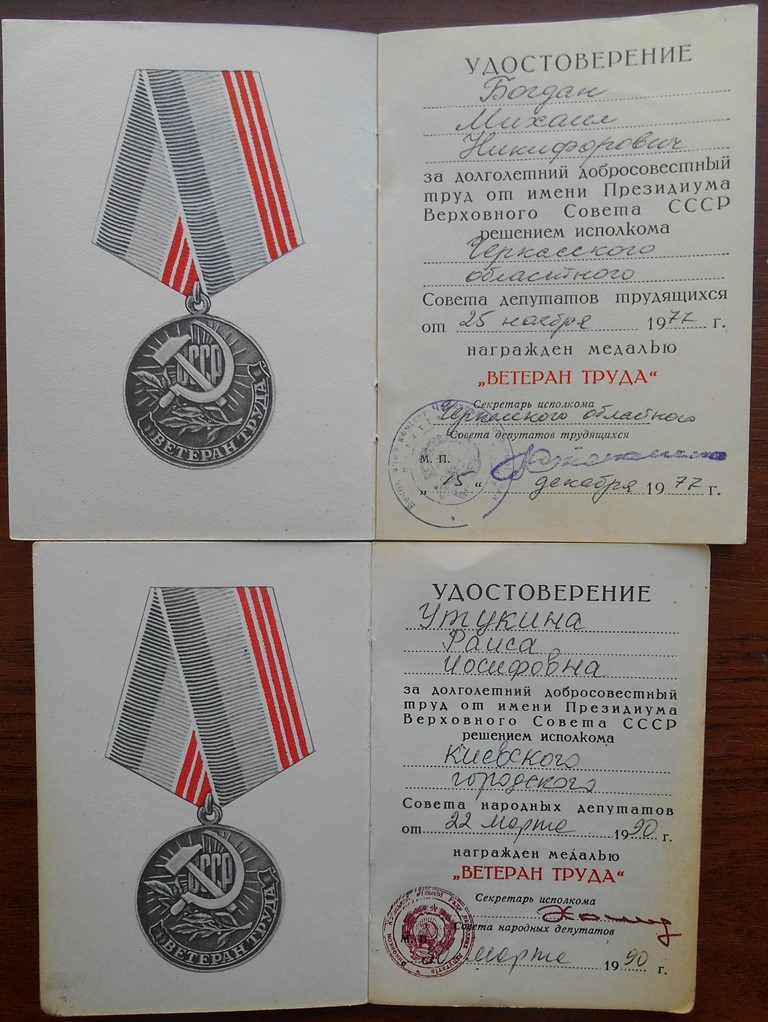 СССР
ВЕТЕРАН ТРУДА
УДОСТОВЕРЕНИЕ
Богдан
Михаил
Никифорович
за долголетний добросовестный
труд от имени Президиума
Верховного Совета СССР
решением исполкома
Черкасского
областного
Совета депутатов трудящихся
от 25 ноября 1977 г.
награжден медалью
„ВЕТЕРАН ТРУДА“
Секретарь исполкома
Черкасского областного
Совета депутатов трудящихся
М. П.
„ 15 “ декабря 1977 г.
СССР
ВЕТЕРАН ТРУДА
УДОСТОВЕРЕНИЕ
Утукина
Раиса
Иосифовна
за долголетний добросовестный
труд от имени Президиума
Верховного Совета СССР
решением исполкома
Киевского
городского
Совета народных депутатов
от 22 марта 1990 г.
награжден медалью
„ВЕТЕРАН ТРУДА“
Секретарь исполкома
Совета народных депутатов
М. П.
марта 1990 г.